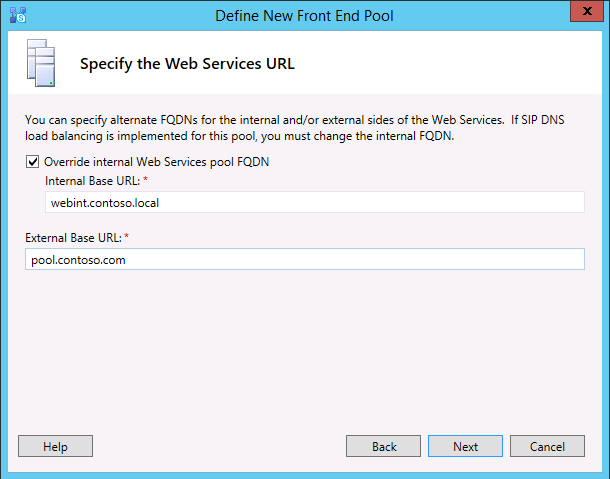 Define New Front End Pool
Specify the Web Services URL
You can specify alternate FQDNs for the internal and/or external sides of the Web Services.  If SIP DNS
load balancing is implemented for this pool, you must change the internal FQDN.
Override internal Web Services pool FQDN
Internal Base URL: *
webint.contoso.local
External Base URL: *
pool.contoso.com
Help
Back
Next
Cancel